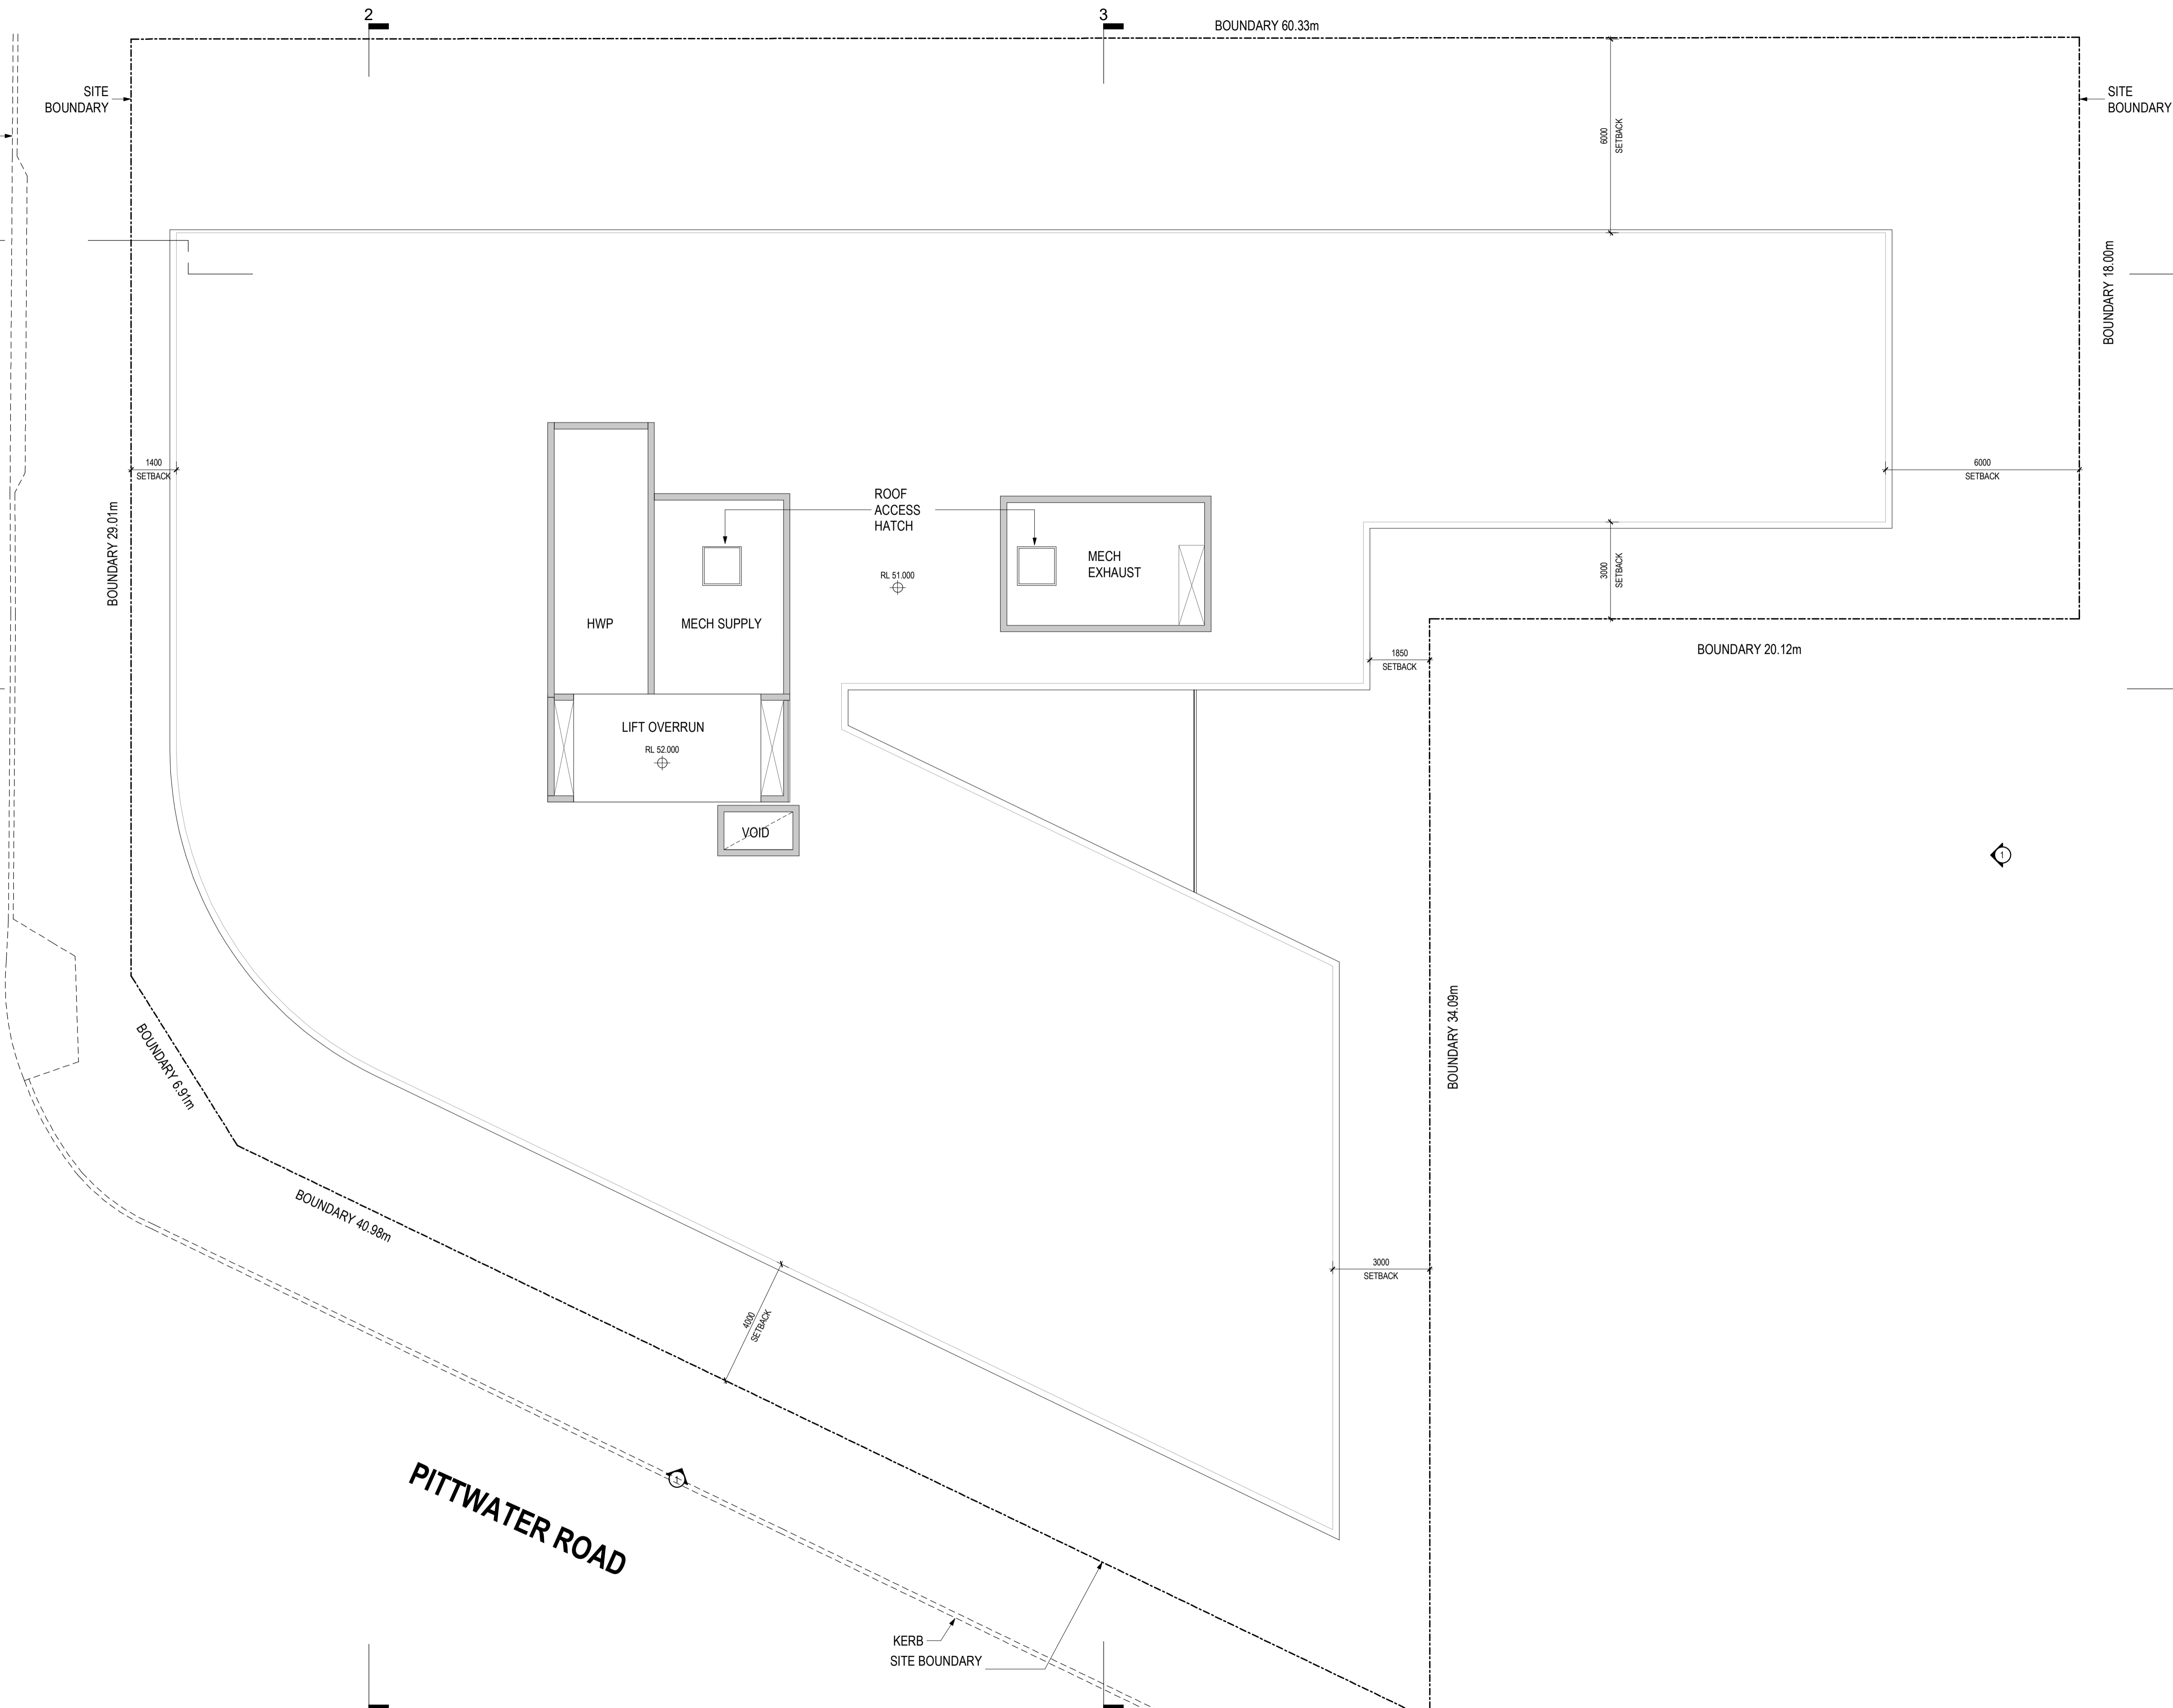 2
3
BOUNDARY 60.33m
SITE
BOUNDARY
SITE
BOUNDARY
6000
SETBACK
BOUNDARY 18.00m
1400
SETBACK
6000
SETBACK
BOUNDARY 29.01m
ROOF
ACCESS
HATCH
MECH
EXHAUST
RL 51.000
3000
SETBACK
HWP
MECH SUPPLY
BOUNDARY 20.12m
1850
SETBACK
LIFT OVERRUN
RL 52.000
VOID
1
BOUNDARY 34.09m
BOUNDARY 6.91m
BOUNDARY 40.98m
3000
SETBACK
4000
SETBACK
1
PITTWATER ROAD
KERB
SITE BOUNDARY